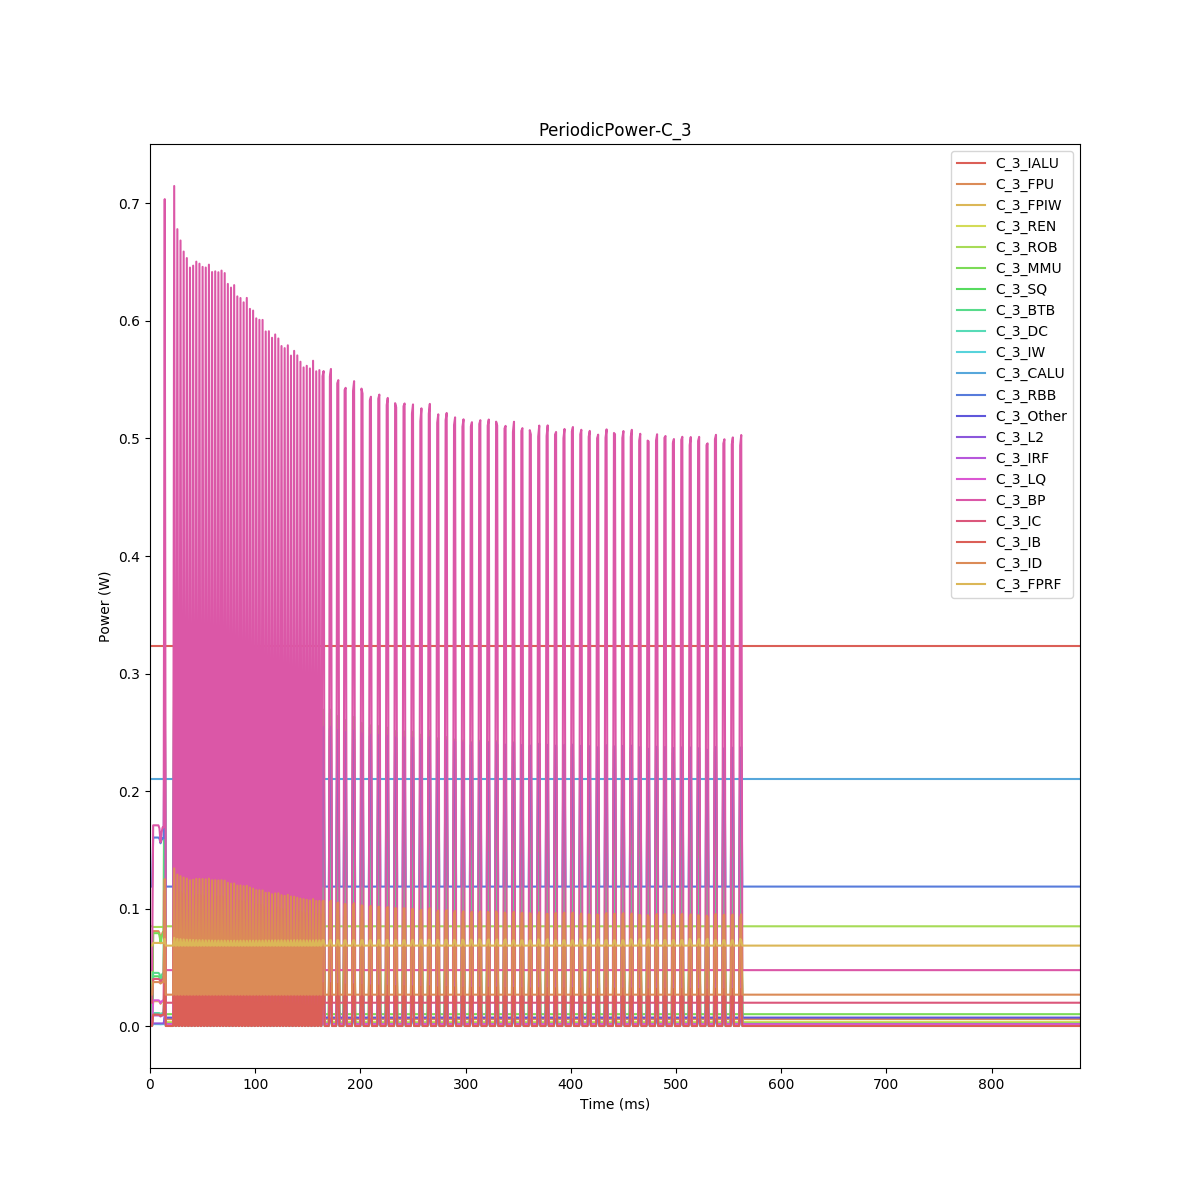 PeriodicPower-C_3
C_3_IALU
C_3_FPU
C_3_FPIW
C_3_REN
C_3_ROB
C_3_MMU
C_3_SQ
C_3_BTB
C_3_DC
C_3_IW
C_3_CALU
C_3_RBB
C_3_Other
C_3_L2
C_3_IRF
C_3_LQ
C_3_BP
C_3_IC
C_3_IB
C_3_ID
C_3_FPRF
Power (W)
0.7
0.6
0.5
0.4
0.3
0.2
0.1
0.0
0 100 200 300 400 500 600 700 800
Time (ms)